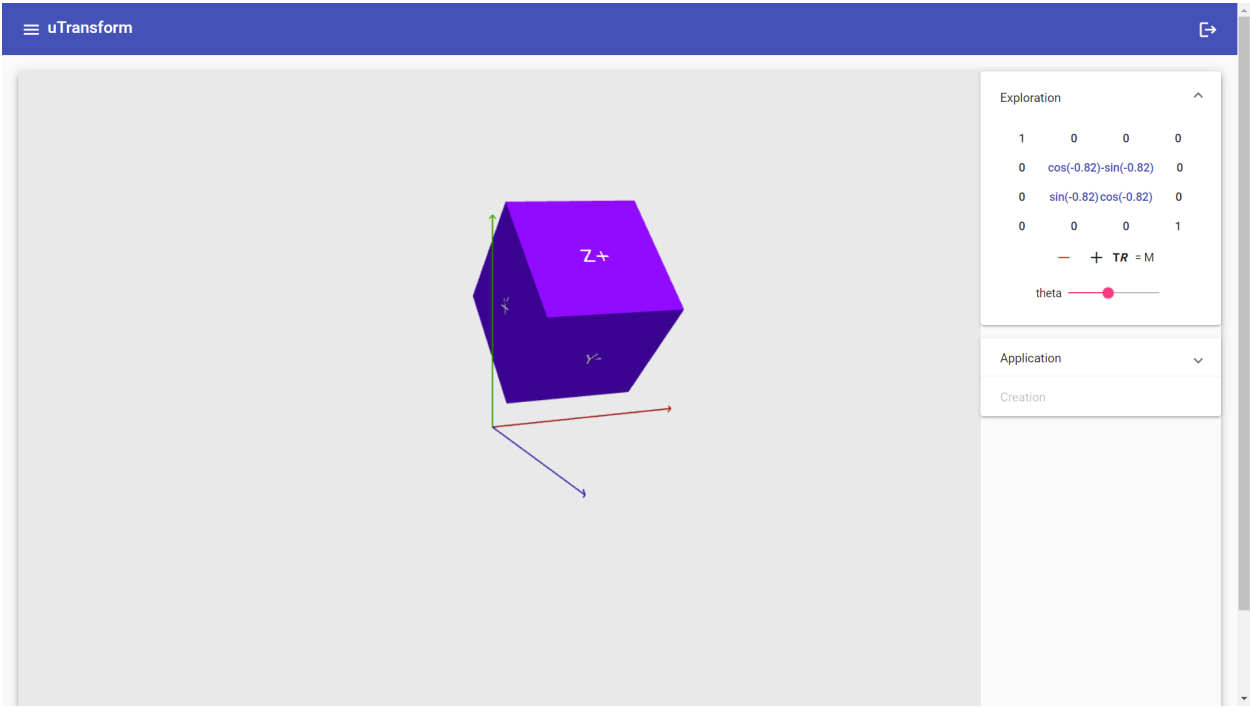 uTransform
Exploration
1 0 0 0
0 cos(-0.82) -sin(-0.82) 0
0 sin(-0.82) cos(-0.82) 0
0 0 0 1
− + TR = M
theta
Application
Creation
Z+
X-
Y-